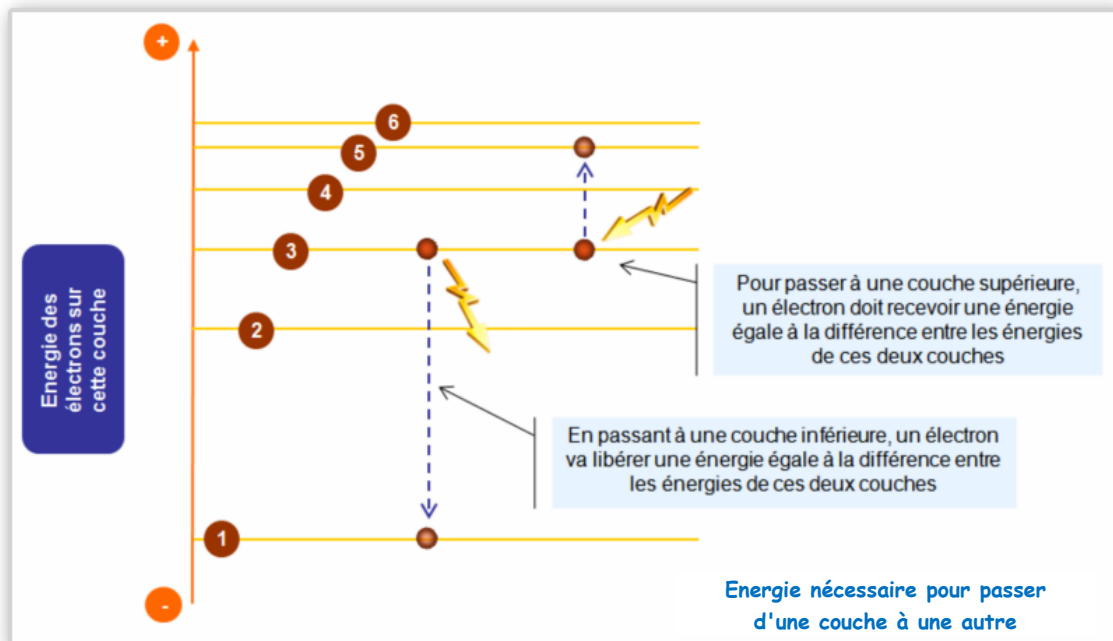 +
6
5
4
3
2
1
-
Energie des
électrons sur
cette couche
Pour passer à une couche supérieure,
un électron doit recevoir une énergie
égale à la différence entre les énergies
de ces deux couches
En passant à une couche inférieure, un électron
va libérer une énergie égale à la différence entre
les énergies de ces deux couches
Energie nécessaire pour passer
d'une couche à une autre